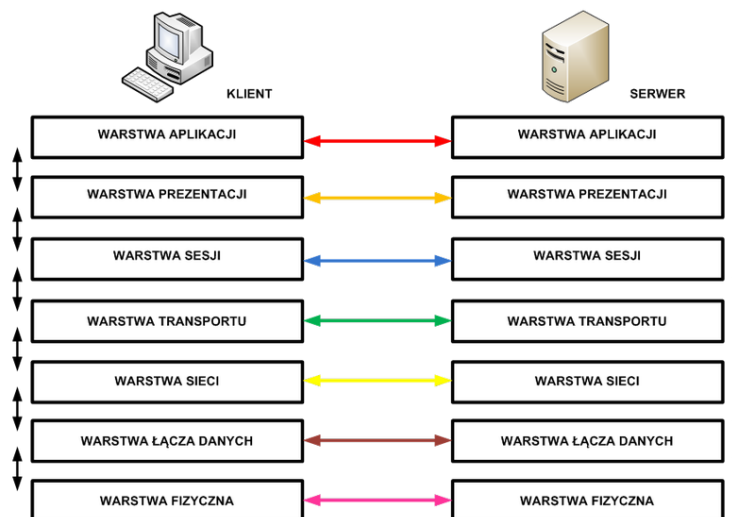 KLIENT
SERWER
WARSTWA APLIKACJI
WARSTWA APLIKACJI
WARSTWA PREZENTACJI
WARSTWA PREZENTACJI
WARSTWA SESJI
WARSTWA SESJI
WARSTWA TRANSPORTU
WARSTWA TRANSPORTU
WARSTWA SIECI
WARSTWA SIECI
WARSTWA ŁĄCZA DANYCH
WARSTWA ŁĄCZA DANYCH
WARSTWA FIZYCZNA
WARSTWA FIZYCZNA